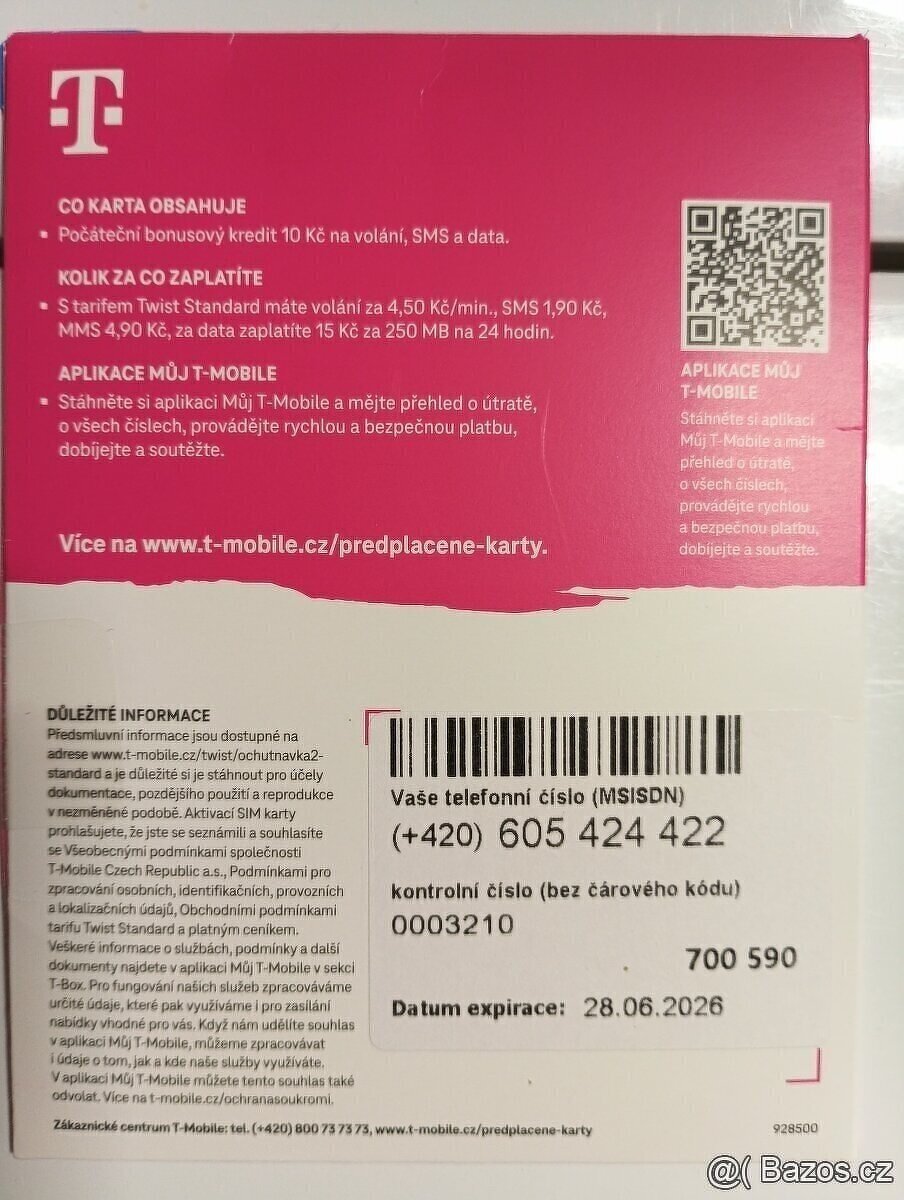 T
CO KARTA OBSAHUJE
▪ Počáteční bonusový kredit 10 Kč na volání, SMS a data.
KOLIK ZA CO ZAPLATÍTE
▪ S tarifem Twist Standard máte volání za 4,50 Kč/min., SMS 1,90 Kč,
MMS 4,90 Kč, za data zaplatíte 15 Kč za 250 MB na 24 hodin.
APLIKACE MŮJ T-MOBILE
▪ Stáhněte si aplikaci Můj T-Mobile a mějte přehled o útratě,
o všech číslech, provádějte rychlou a bezpečnou platbu,
dobíjejte a soutěžte.
Více na www.t-mobile.cz/predplacene-karty.
APLIKACE MŮJ
T-MOBILE
Stáhněte si aplikaci
Můj T-Mobile a mějte
přehled o útratě,
o všech číslech,
provádějte rychlou
a bezpečnou platbu,
dobíjejte a soutěžte.
DŮLEŽITÉ INFORMACE
Předsmluvní informace jsou dostupné na
adrese www.t-mobile.cz/twist/ochutnavka2-
standard a je důležité si je stáhnout pro účely
dokumentace, pozdějšího použití a reprodukce
v nezměněné podobě. Aktivací SIM karty
prohlašujete, že jste se seznámili a souhlasíte
se Všeobecnými podmínkami společnosti
T-Mobile Czech Republic a.s., Podmínkami pro
zpracování osobních, identifikačních, provozních
a lokalizačních údajů, Obchodními podmínkami
tarifu Twist Standard a platným ceníkem.
Veškeré informace o službách, podmínky a další
dokumenty najdete v aplikaci Můj T-Mobile v sekci
T-Box. Pro fungování našich služeb zpracováváme
určité údaje, které pak využíváme i pro zasílání
nabídky vhodné pro vás. Když nám udělíte souhlas
v aplikaci Můj T-Mobile, můžeme zpracovávat
i údaje o tom, jak a kde naše služby využíváte.
V aplikaci Můj T-Mobile můžete tento souhlas také
odvolat. Více na t-mobile.cz/ochranasoukromi.
Vaše telefonní číslo (MSISDN)
(+420) 605 424 422
kontrolní číslo (bez čárového kódu)
0003210
700 590
Datum expirace: 28.06.2026
Zákaznické centrum T-Mobile: tel. (+420) 800 73 73 73, www.t-mobile.cz/predplacene-karty
928500
@( Bazos.cz